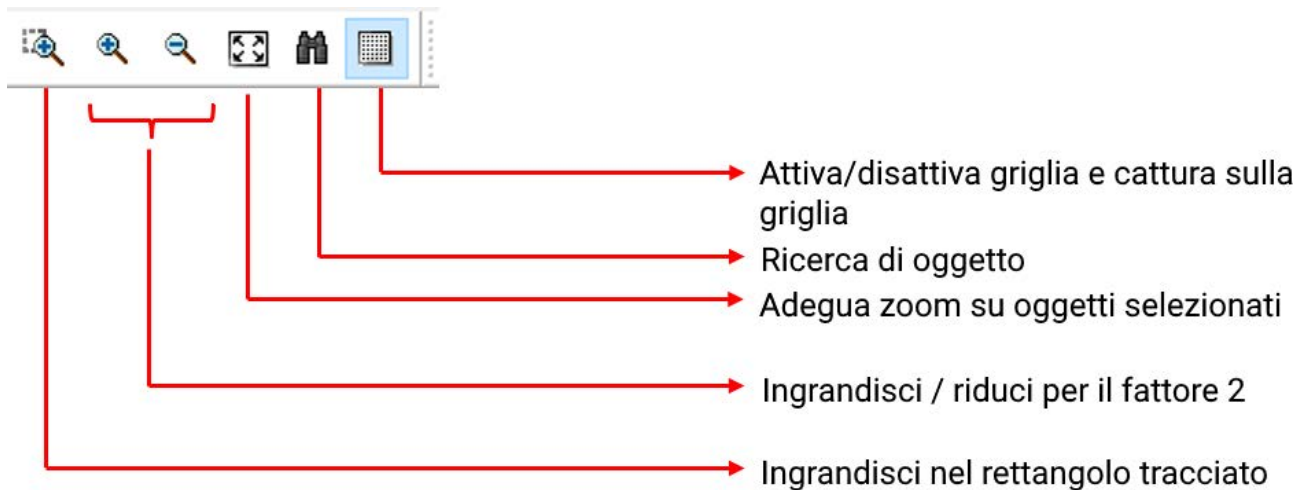 Attiva/disattiva griglia e cattura sulla
griglia
Ricerca di oggetto
Adegua zoom su oggetti selezionati
Ingrandisci / riduci per il fattore 2
Ingrandisci nel rettangolo tracciato